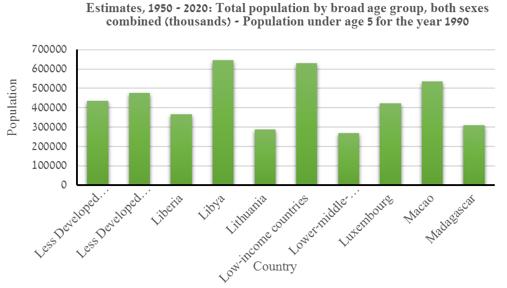 Estimates, 1950 - 2020: Total population by broad age group, both sexes
combined (thousands) - Population under age 5 for the year 1990
700000
600000
500000
400000
300000
200000
100000
0
Population
Less Developed...
Less Developed...
Liberia
Libya
Lithuania
Low-income countries
Lower-middle-...
Luxembourg
Macao
Madagascar
Country